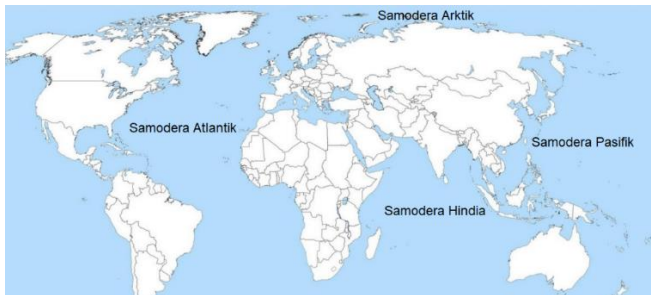 Samodera Arktik
Samodera Atlantik
Samodera Pasifik
Samodera Hindia